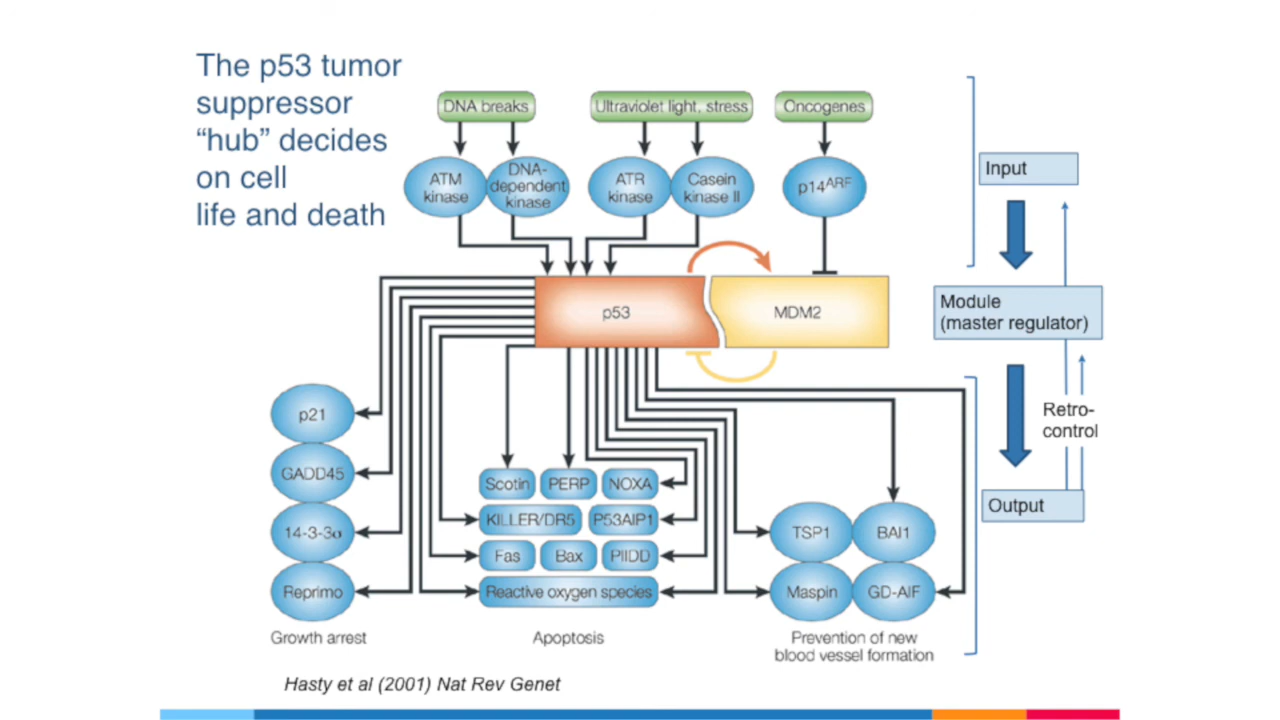 The p53 tumor
suppressor
“hub” decides
on cell
life and death
DNA breaks
Ultraviolet light, stress
Oncogenes
ATM
kinase
DNA-
dependent
kinase
ATR
kinase
Casein
kinase II
p14ARF
Input
p53
MDM2
Module
(master regulator)
Retro-
control
Output
p21
GADD45
14-3-3σ
Reprimo
Growth arrest
Scotin
PERP
NOXA
KILLER/DR5
P53AIP1
Fas
Bax
PIIDD
Reactive oxygen species
Apoptosis
TSP1
BAI1
Maspin
GD-AIF
Prevention of new
blood vessel formation
Hasty et al (2001) Nat Rev Genet